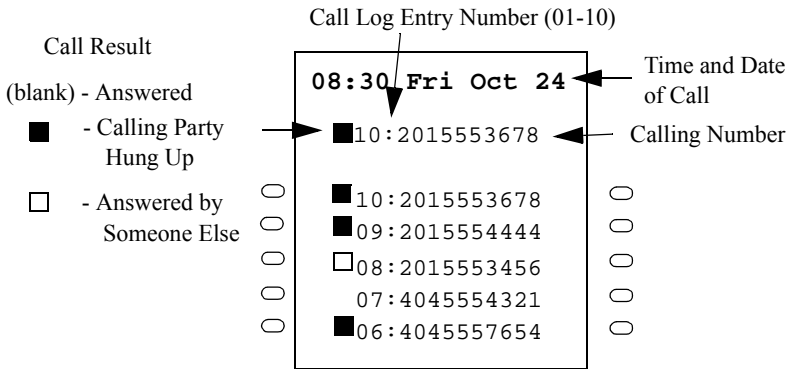 Call Log Entry Number (01-10)
Call Result
(blank) - Answered
■ - Calling Party
Hung Up
□ - Answered by
Someone Else
08:30 Fri Oct 24
■10:2015553678
■10:2015553678
■09:2015554444
□08:2015553456
07:4045554321
■06:4045557654
Time and Date
of Call
Calling Number